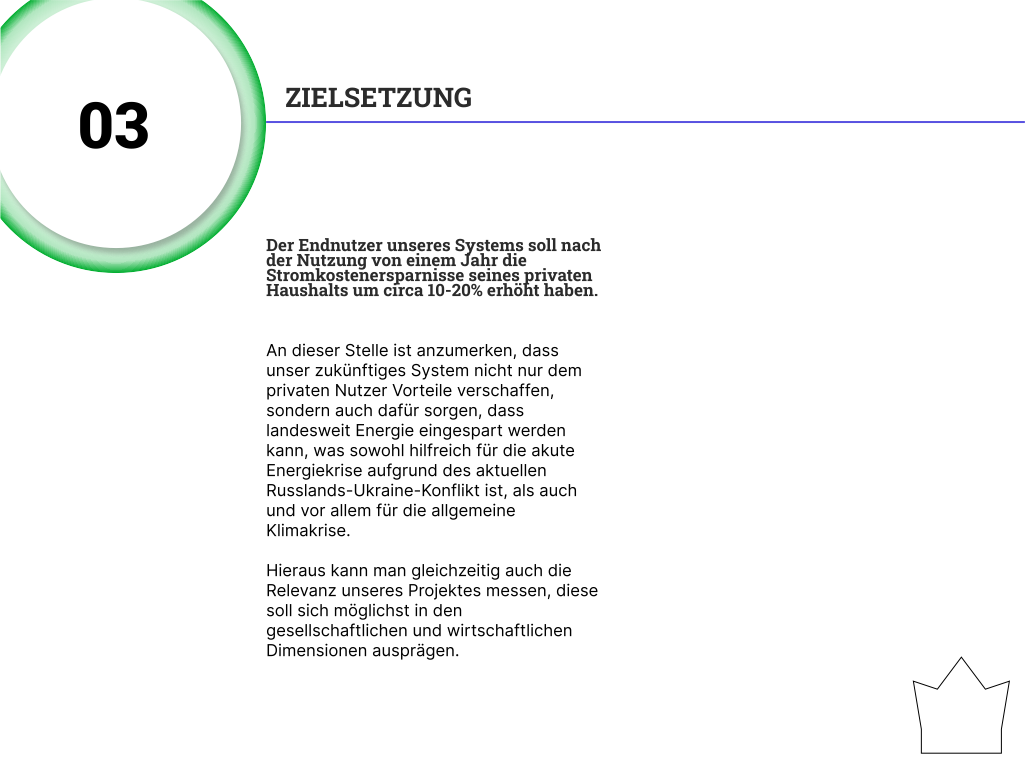 03
ZIELSETZUNG
Der Endnutzer unseres Systems soll nach
der Nutzung von einem Jahr die
Stromkostenersparnisse seines privaten
Haushalts um circa 10-20% erhöht haben.
An dieser Stelle ist anzumerken, dass
unser zukünftiges System nicht nur dem
privaten Nutzer Vorteile verschaffen,
sondern auch dafür sorgen, dass
landesweit Energie eingespart werden
kann, was sowohl hilfreich für die akute
Energiekrise aufgrund des aktuellen
Russlands-Ukraine-Konflikt ist, als auch
und vor allem für die allgemeine
Klimakrise.
Hieraus kann man gleichzeitig auch die
Relevanz unseres Projektes messen, diese
soll sich möglichst in den
gesellschaftlichen und wirtschaftlichen
Dimensionen ausprägen.